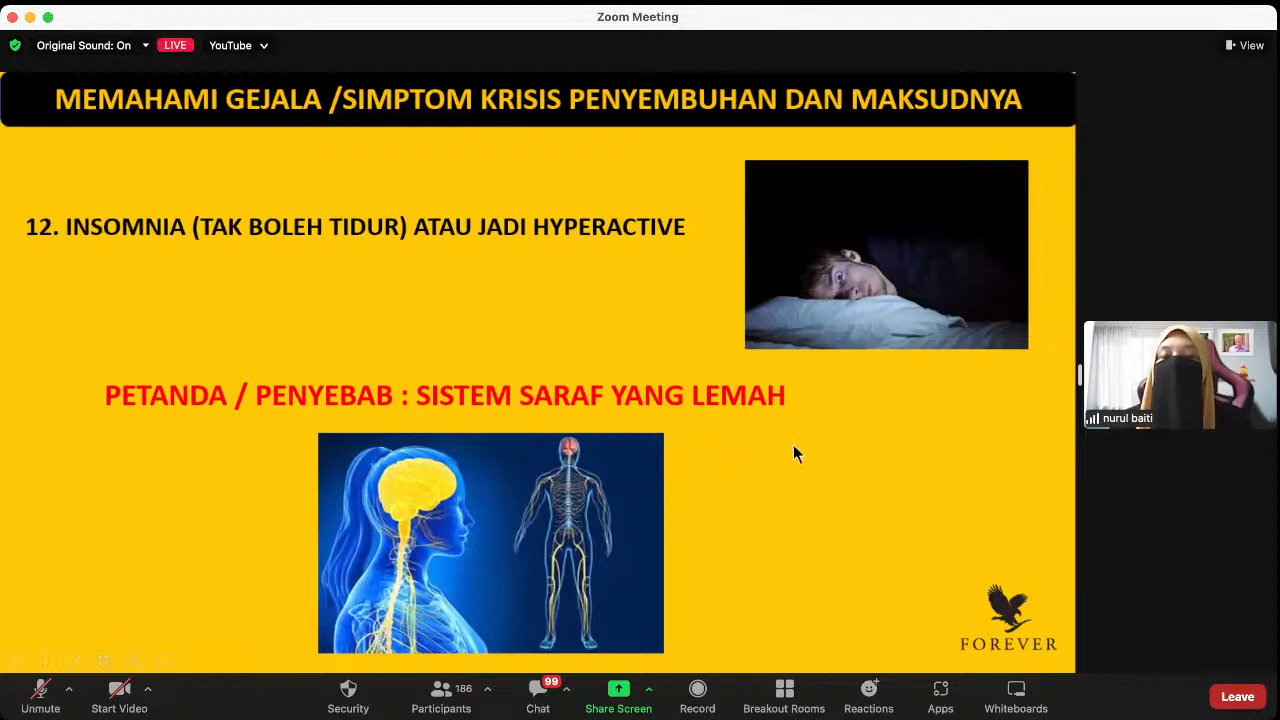 Zoom Meeting
Original Sound: On
LIVE
YouTube
View
MEMAHAMI GEJALA /SIMPTOM KRISIS PENYEMBUHAN DAN MAKSUDNYA
12. INSOMNIA (TAK BOLEH TIDUR) ATAU JADI HYPERACTIVE
PETANDA / PENYEBAB : SISTEM SARAF YANG LEMAH
nurul baiti
FOREVER
Unmute
Start Video
Security
Participants
186
Chat
99
Share Screen
Record
Breakout Rooms
Reactions
Apps
Whiteboards
Leave